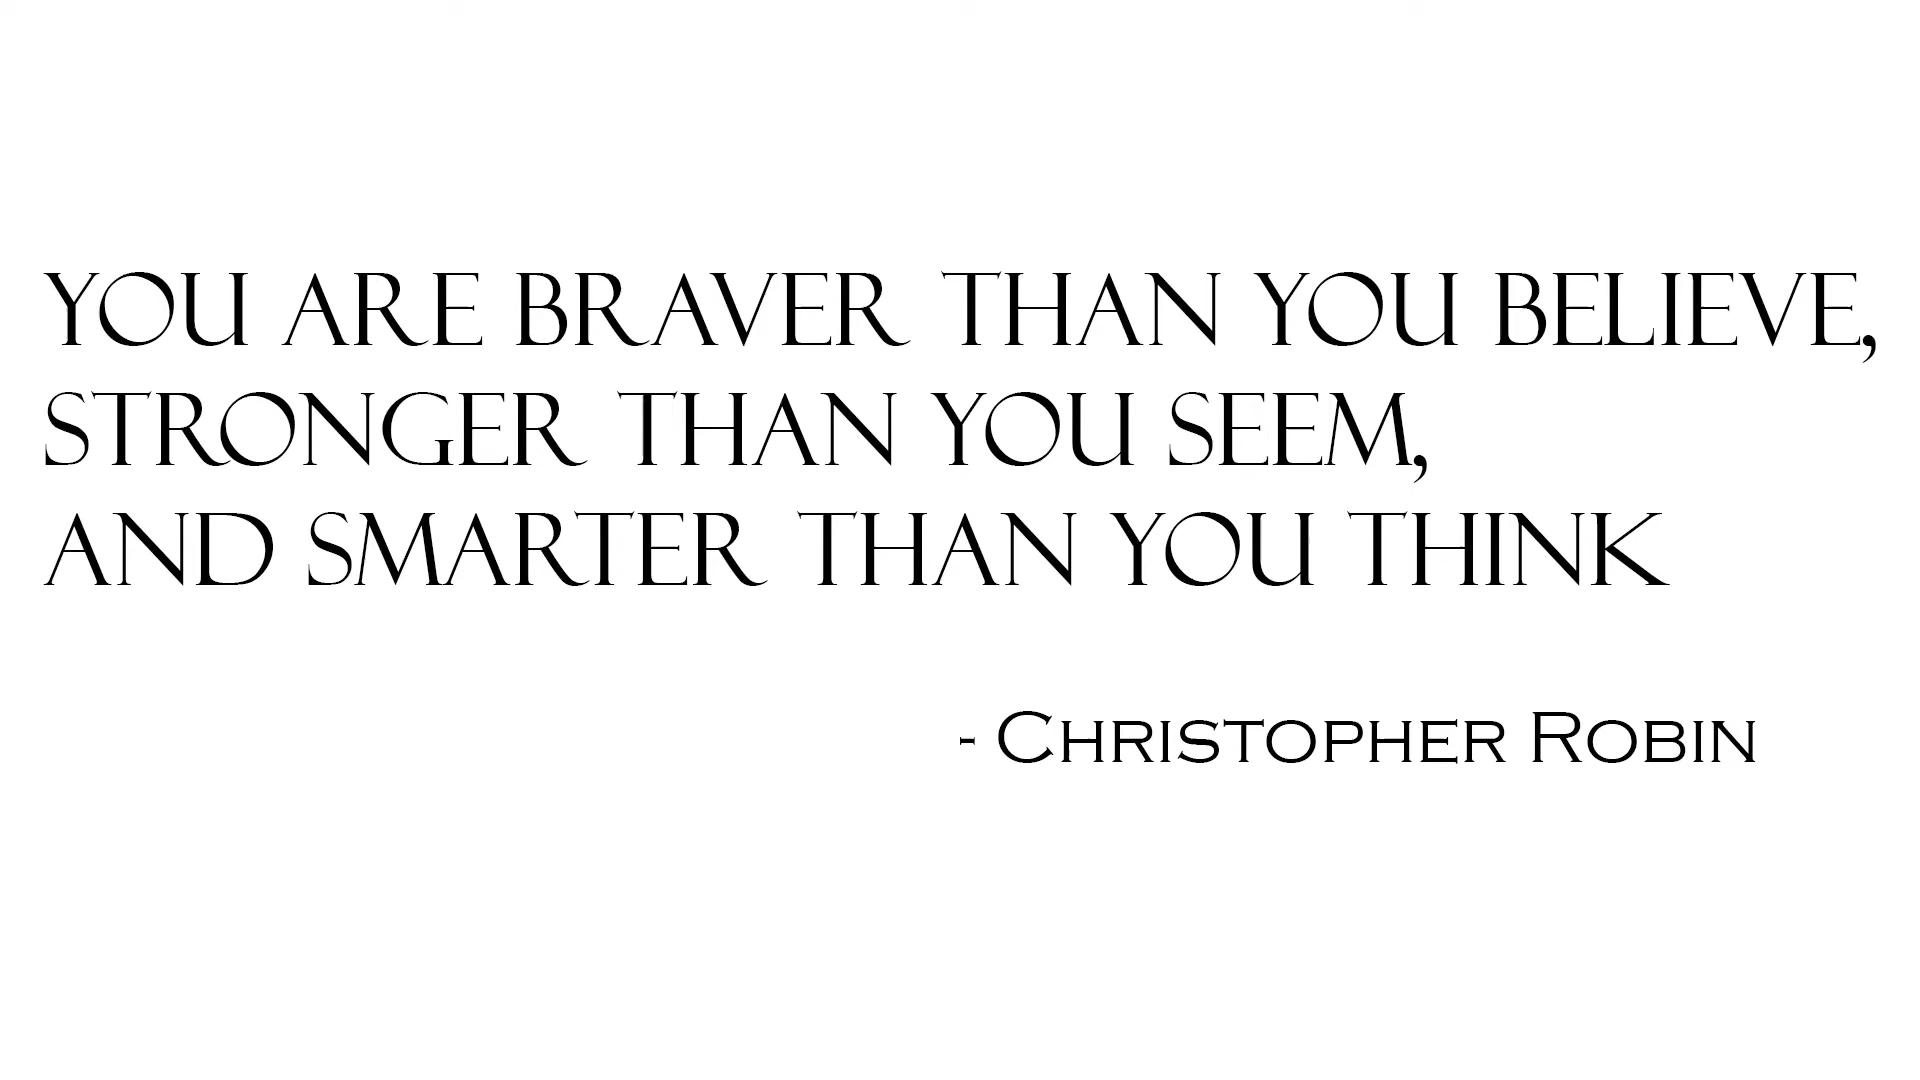 YOU ARE BRAVER THAN YOU BELIEVE,
STRONGER THAN YOU SEEM,
AND SMARTER THAN YOU THINK
- CHRISTOPHER ROBIN